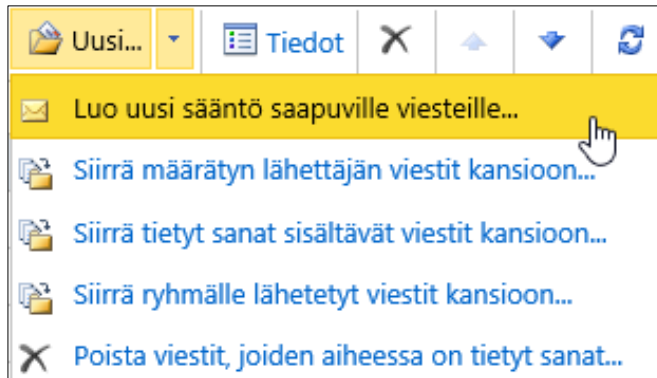 Uusi... Tiedot
Luo uusi sääntö saapuville viesteille...
Siirrä määrätyn lähettäjän viestit kansioon...
Siirrä tietyt sanat sisältävät viestit kansioon...
Siirrä ryhmälle lähetetyt viestit kansioon...
Poista viestit, joiden aiheessa on tietyt sanat...